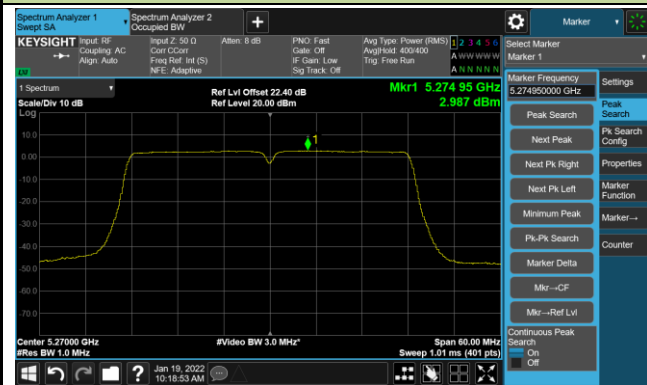 Spectrum Analyzer 1
Swept SA
Spectrum Analyzer 2
Occupied BW
Marker
KEYSIGHT
Input: RF
Coupling: AC
Align: Auto
Input Z: 50 Ω
Corr CCorr
Freq Ref: Int (S)
NFE: Adaptive
Atten: 8 dB
PNO: Fast
Gate: Off
IF Gain: Low
Sig Track: Off
Avg Type: Power (RMS)
Avg|Hold: 400/400
Trig: Free Run
1 2 3 4 5 6
A W W W W W
A N N N N N
LXI
Select Marker
Marker 1
1 Spectrum
Scale/Div 10 dB
Log
Ref Lvl Offset 22.40 dB
Ref Level 20.00 dBm
Mkr1 5.274 95 GHz
2.987 dBm
1
10.0
0.00
-10.0
-20.0
-30.0
-40.0
-50.0
-60.0
-70.0
Center 5.27000 GHz
#Res BW 1.0 MHz
#Video BW 3.0 MHz*
Span 60.00 MHz
Sweep 1.01 ms (401 pts)
Marker Frequency
5.274950000 GHz
Peak Search
Next Peak
Next Pk Right
Next Pk Left
Minimum Peak
Pk-Pk Search
Marker Delta
Mkr→CF
Mkr→Ref Lvl
Continuous Peak
Search
On
Off
Settings
Peak
Search
Pk Search
Config
Properties
Marker
Function
Marker→
Counter
Jan 19, 2022
10:18:53 AM